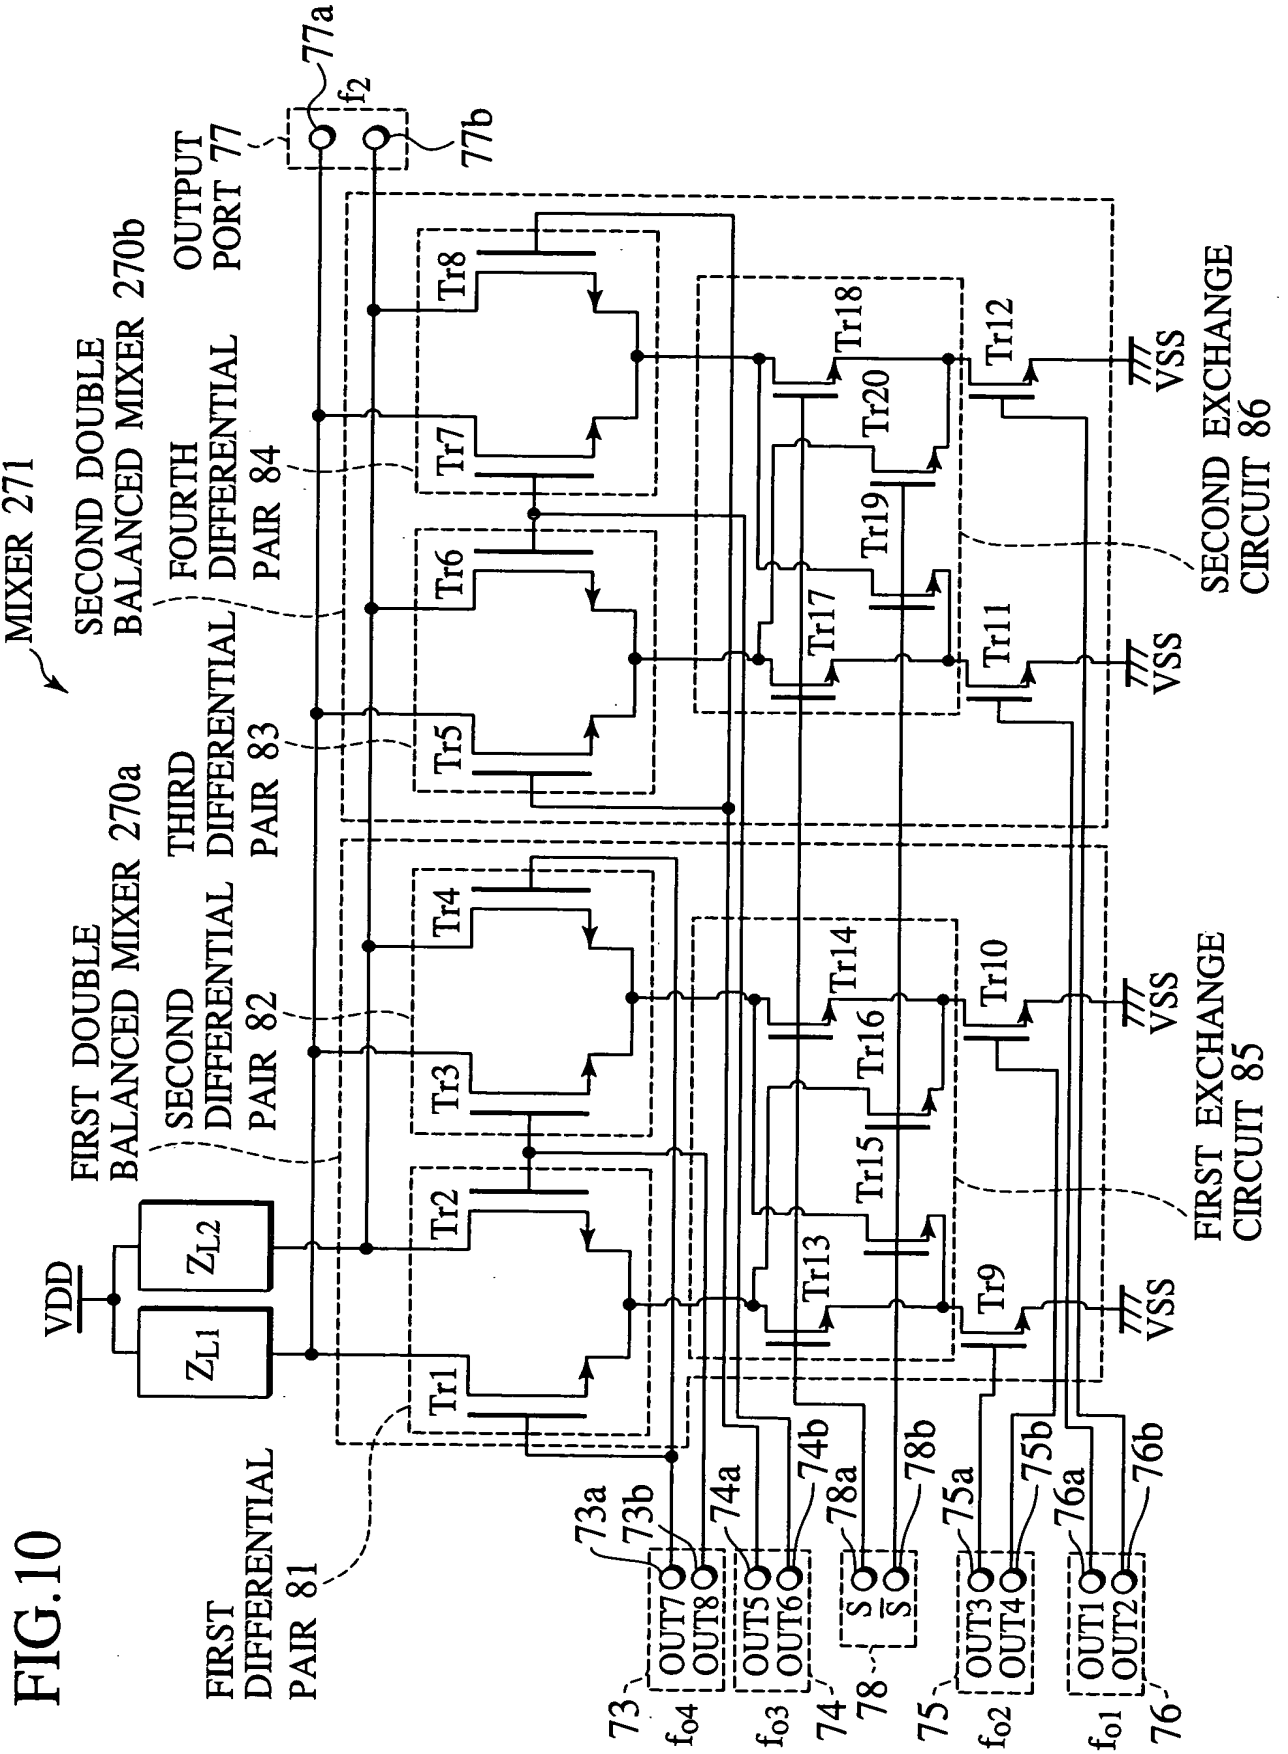 FIG.10
MIXER 271
VDD
ZL1
ZL2
FIRST DOUBLE
BALANCED MIXER 270a
SECOND DOUBLE
BALANCED MIXER 270b
OUTPUT
PORT 77
77a
f2
77b
FIRST
DIFFERENTIAL
PAIR 81
SECOND
DIFFERENTIAL
PAIR 82
THIRD
DIFFERENTIAL
PAIR 83
FOURTH
DIFFERENTIAL
PAIR 84
Tr1
Tr2
Tr3
Tr4
Tr5
Tr6
Tr7
Tr8
73
fo4
OUT7
OUT8
73a
73b
74
fo3
OUT5
OUT6
74a
74b
78
S
S̅
78a
78b
75
fo2
OUT3
OUT4
75a
75b
76
fo1
OUT1
OUT2
76a
76b
Tr13
Tr15
Tr16
Tr14
Tr17
Tr19
Tr20
Tr18
Tr9
Tr10
Tr11
Tr12
VSS
VSS
VSS
VSS
FIRST EXCHANGE
CIRCUIT 85
SECOND EXCHANGE
CIRCUIT 86